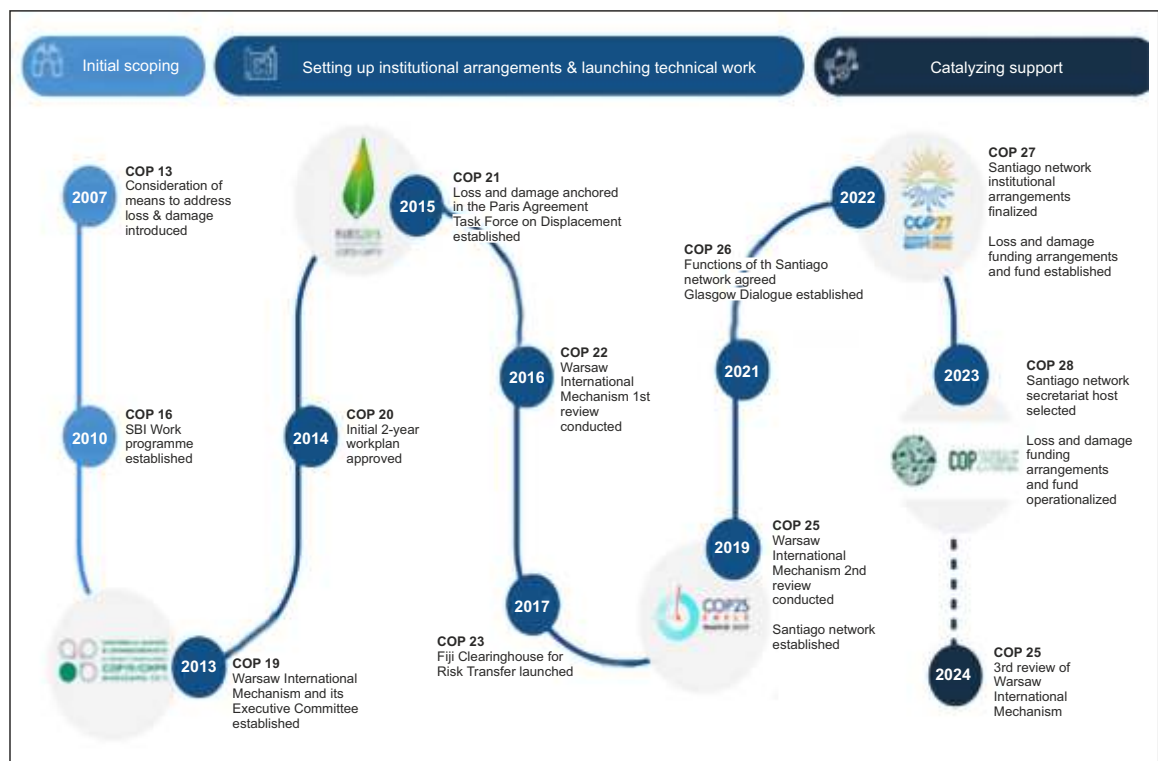 Initial scoping
Setting up institutional arrangements & launching technical work
Catalyzing support
2007
COP 13
Consideration of
means to address
loss & damage
introduced
2010
COP 16
SBI Work
programme
established
2013
COP 19
Warsaw International
Mechanism and its
Executive Committee
established
2014
COP 20
Initial 2-year
workplan
approved
2015
COP 21
Loss and damage anchored
in the Paris Agreement
Task Force on Displacement
established
2016
COP 22
Warsaw
International
Mechanism 1st
review
conducted
2017
COP 23
Fiji Clearinghouse for
Risk Transfer launched
COP25
2019
COP 25
Warsaw
International
Mechanism 2nd
review
conducted
Santiago network
established
2021
COP 26
Functions of th Santiago
network agreed
Glasgow Dialogue established
2022
COP27
COP 27
Santiago network
institutional
arrangements
finalized
Loss and damage
funding arrangements
and fund established
2023
COP 28
Santiago network
secretariat host
selected
Loss and damage
funding
arrangements
and fund
operationalized
COP
2024
COP 25
3rd review of
Warsaw
International
Mechanism